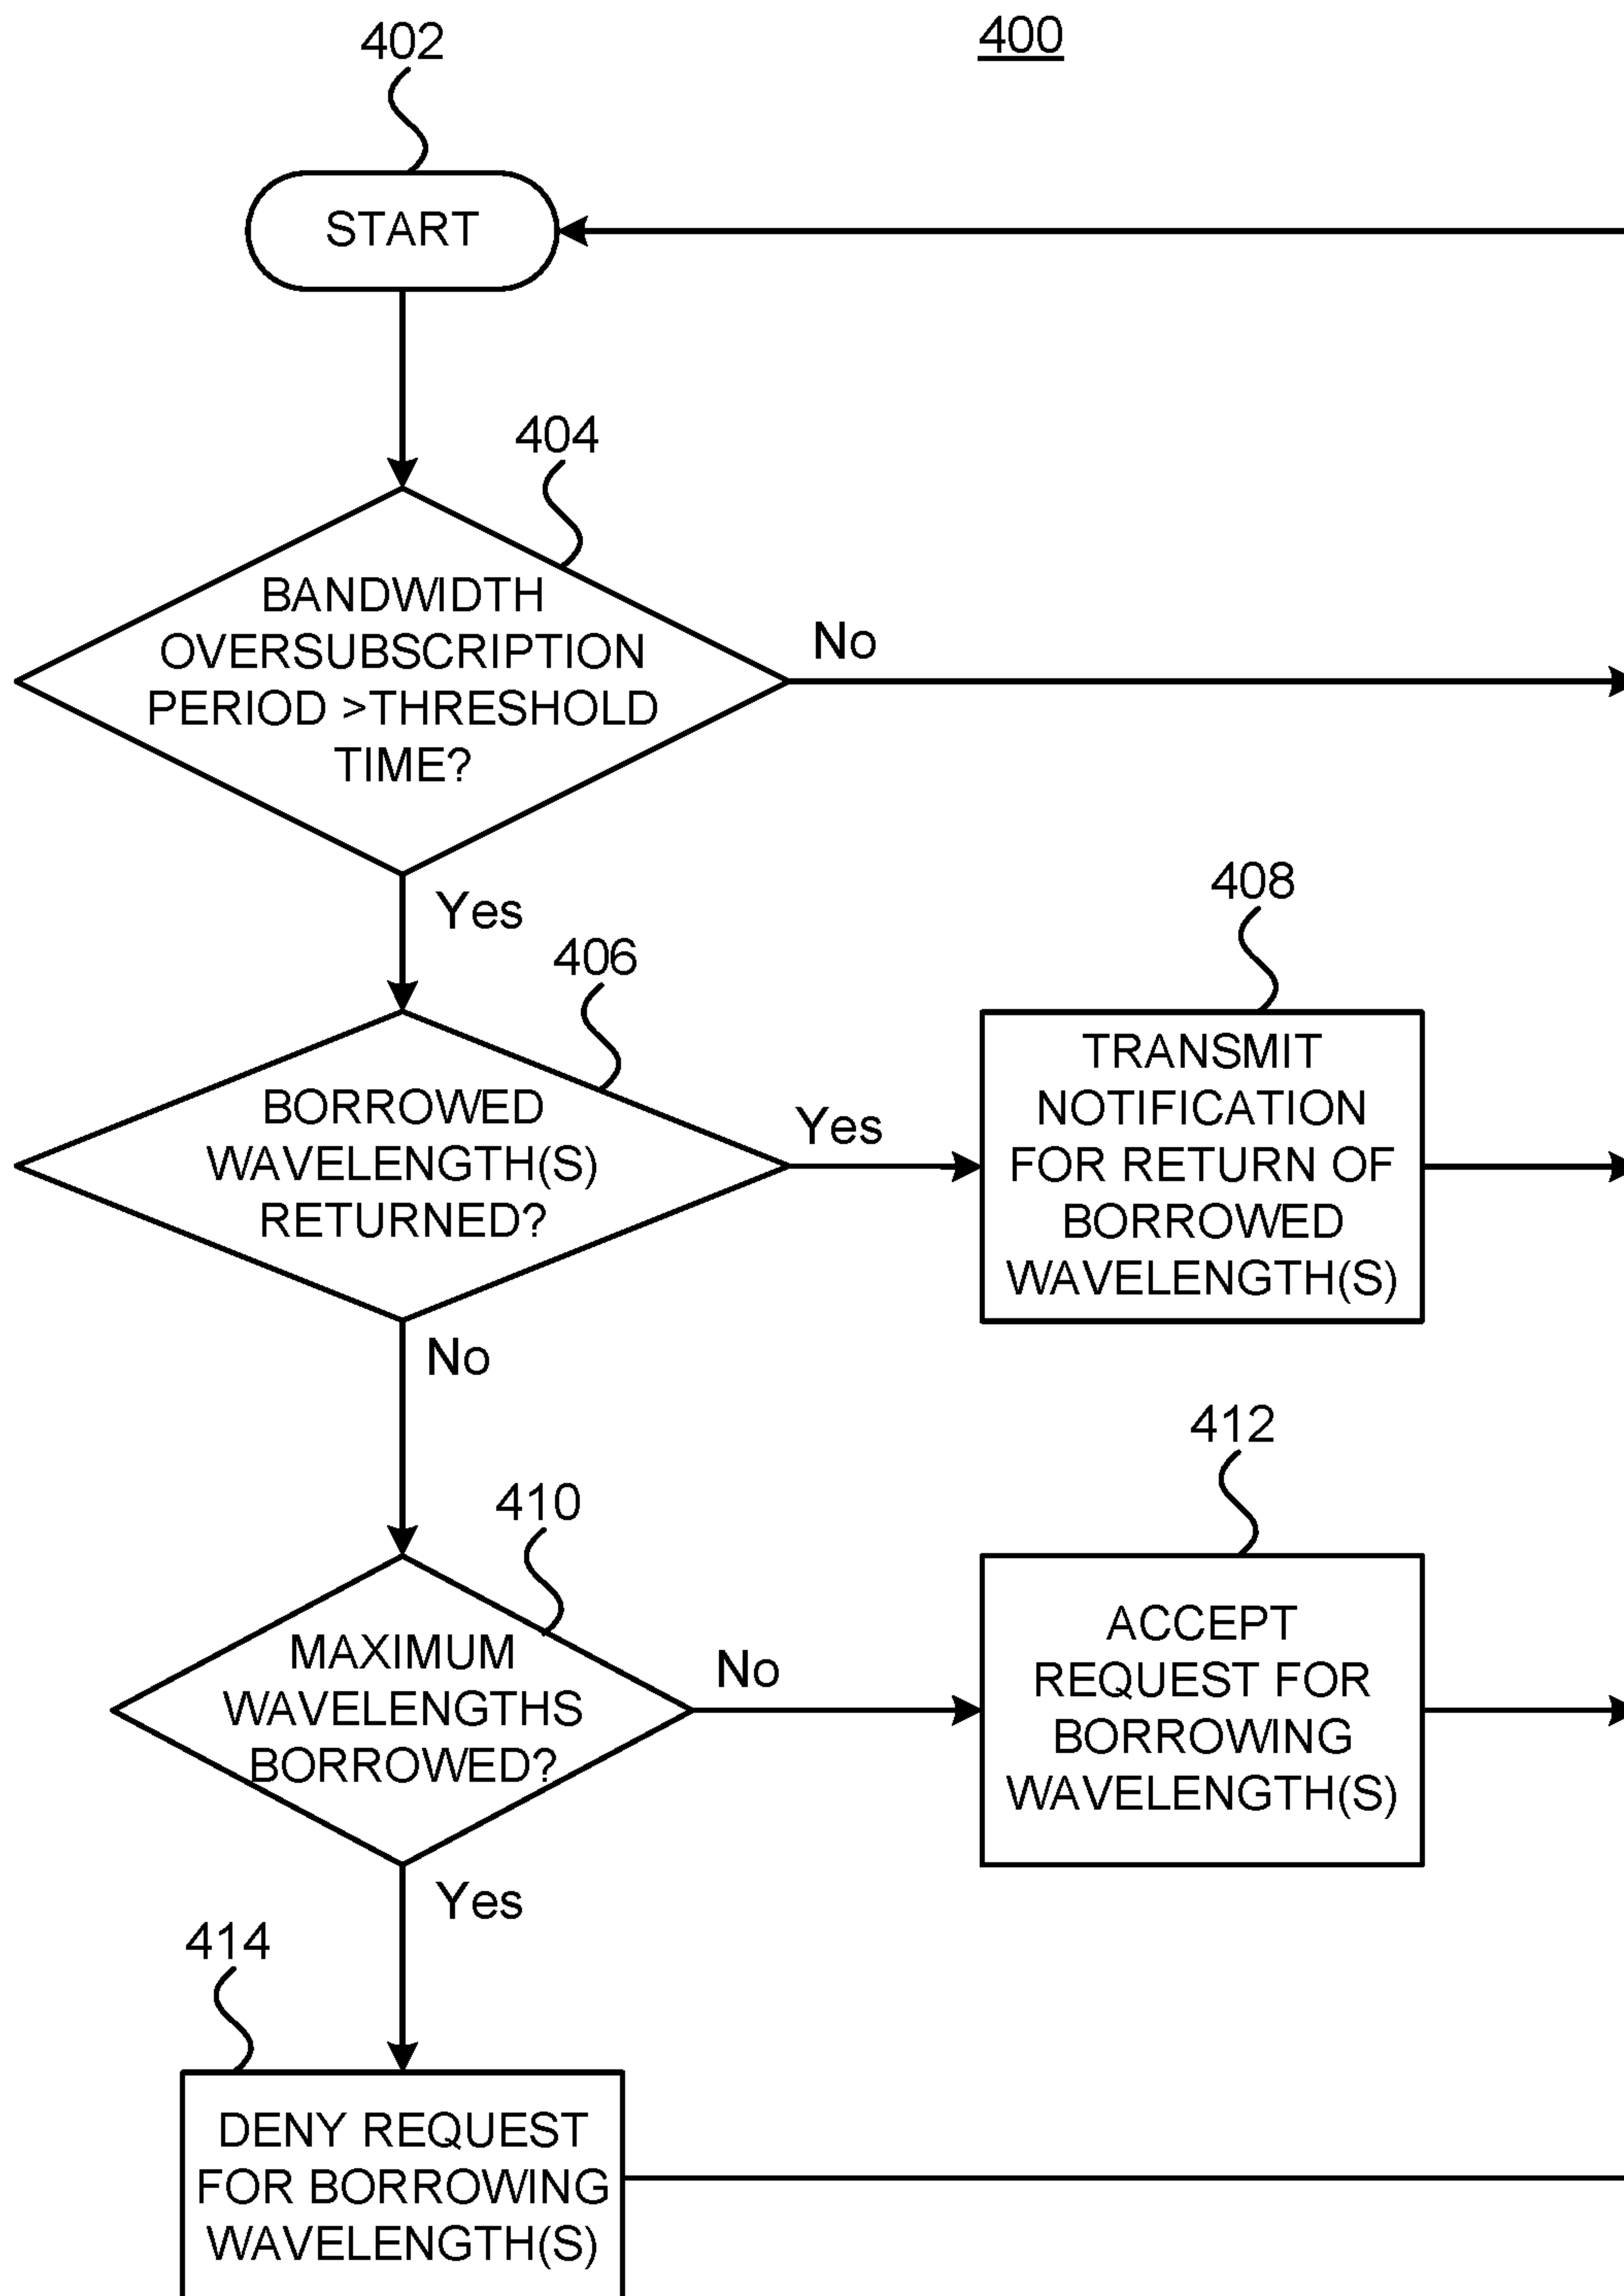 402
400
START
404
BANDWIDTH
OVERSUBSCRIPTION
PERIOD >THRESHOLD
TIME?
No
Yes
406
408
BORROWED
WAVELENGTH(S)
RETURNED?
Yes
TRANSMIT
NOTIFICATION
FOR RETURN OF
BORROWED
WAVELENGTH(S)
No
410
412
MAXIMUM
WAVELENGTHS
BORROWED?
No
ACCEPT
REQUEST FOR
BORROWING
WAVELENGTH(S)
Yes
414
DENY REQUEST
FOR BORROWING
WAVELENGTH(S)